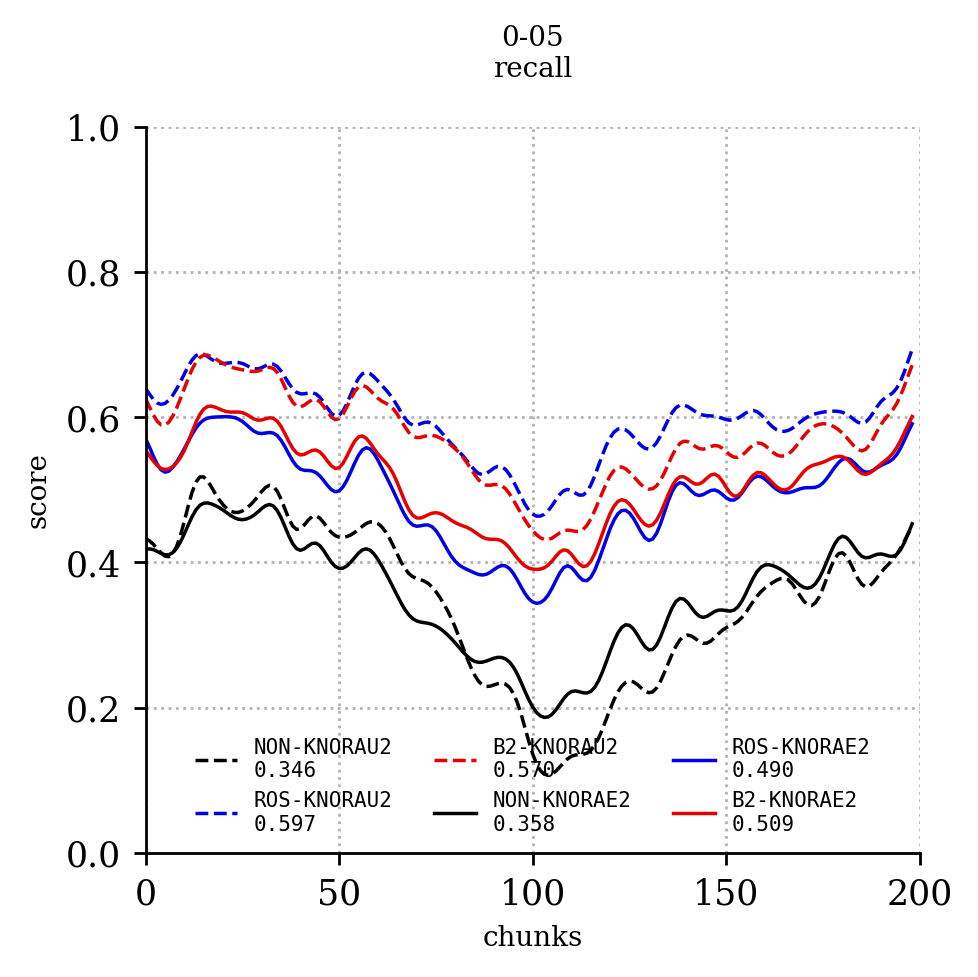 0-05
recall
1.0
0.8
0.6
0.4
0.2
0.0
score
NON-KNORAU2
0.346
B2-KNORAU2
0.570
ROS-KNORAE2
0.490
ROS-KNORAU2
0.597
NON-KNORAE2
0.358
B2-KNORAE2
0.509
0
50
100
150
200
chunks